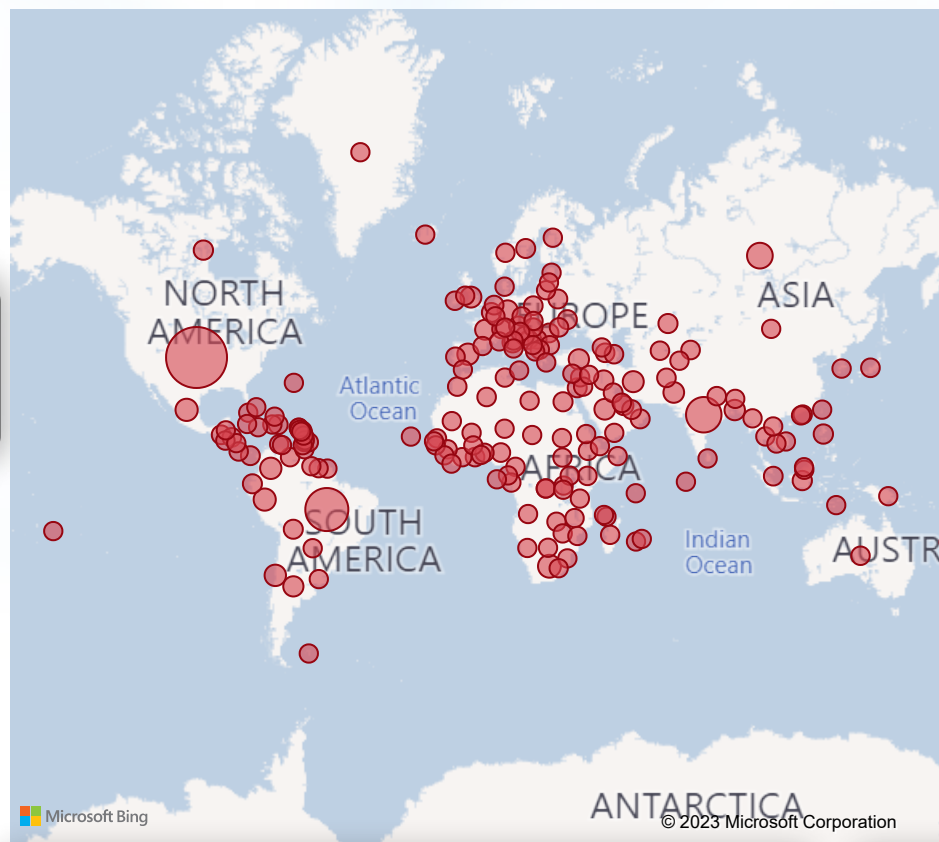 NORTH
AMERICA
EUROPE
ASIA
Atlantic
Ocean
AFRICA
SOUTH
AMERICA
Indian
Ocean
AUSTR
ANTARCTICA
Microsoft Bing
© 2023 Microsoft Corporation